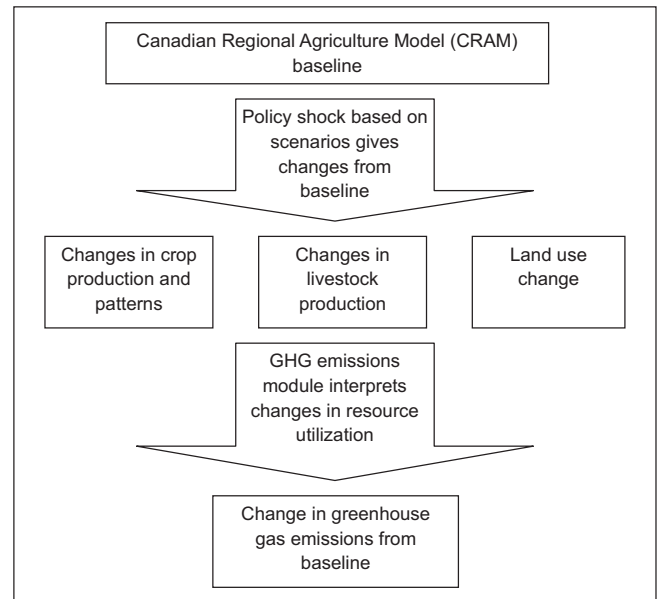 Canadian Regional Agriculture Model (CRAM)
baseline
Policy shock based on
scenarios gives
changes from
baseline
Changes in crop
production and
patterns
Changes in
livestock
production
Land use
change
GHG emissions
module interprets
changes in resource
utilization
Change in greenhouse
gas emissions from
baseline